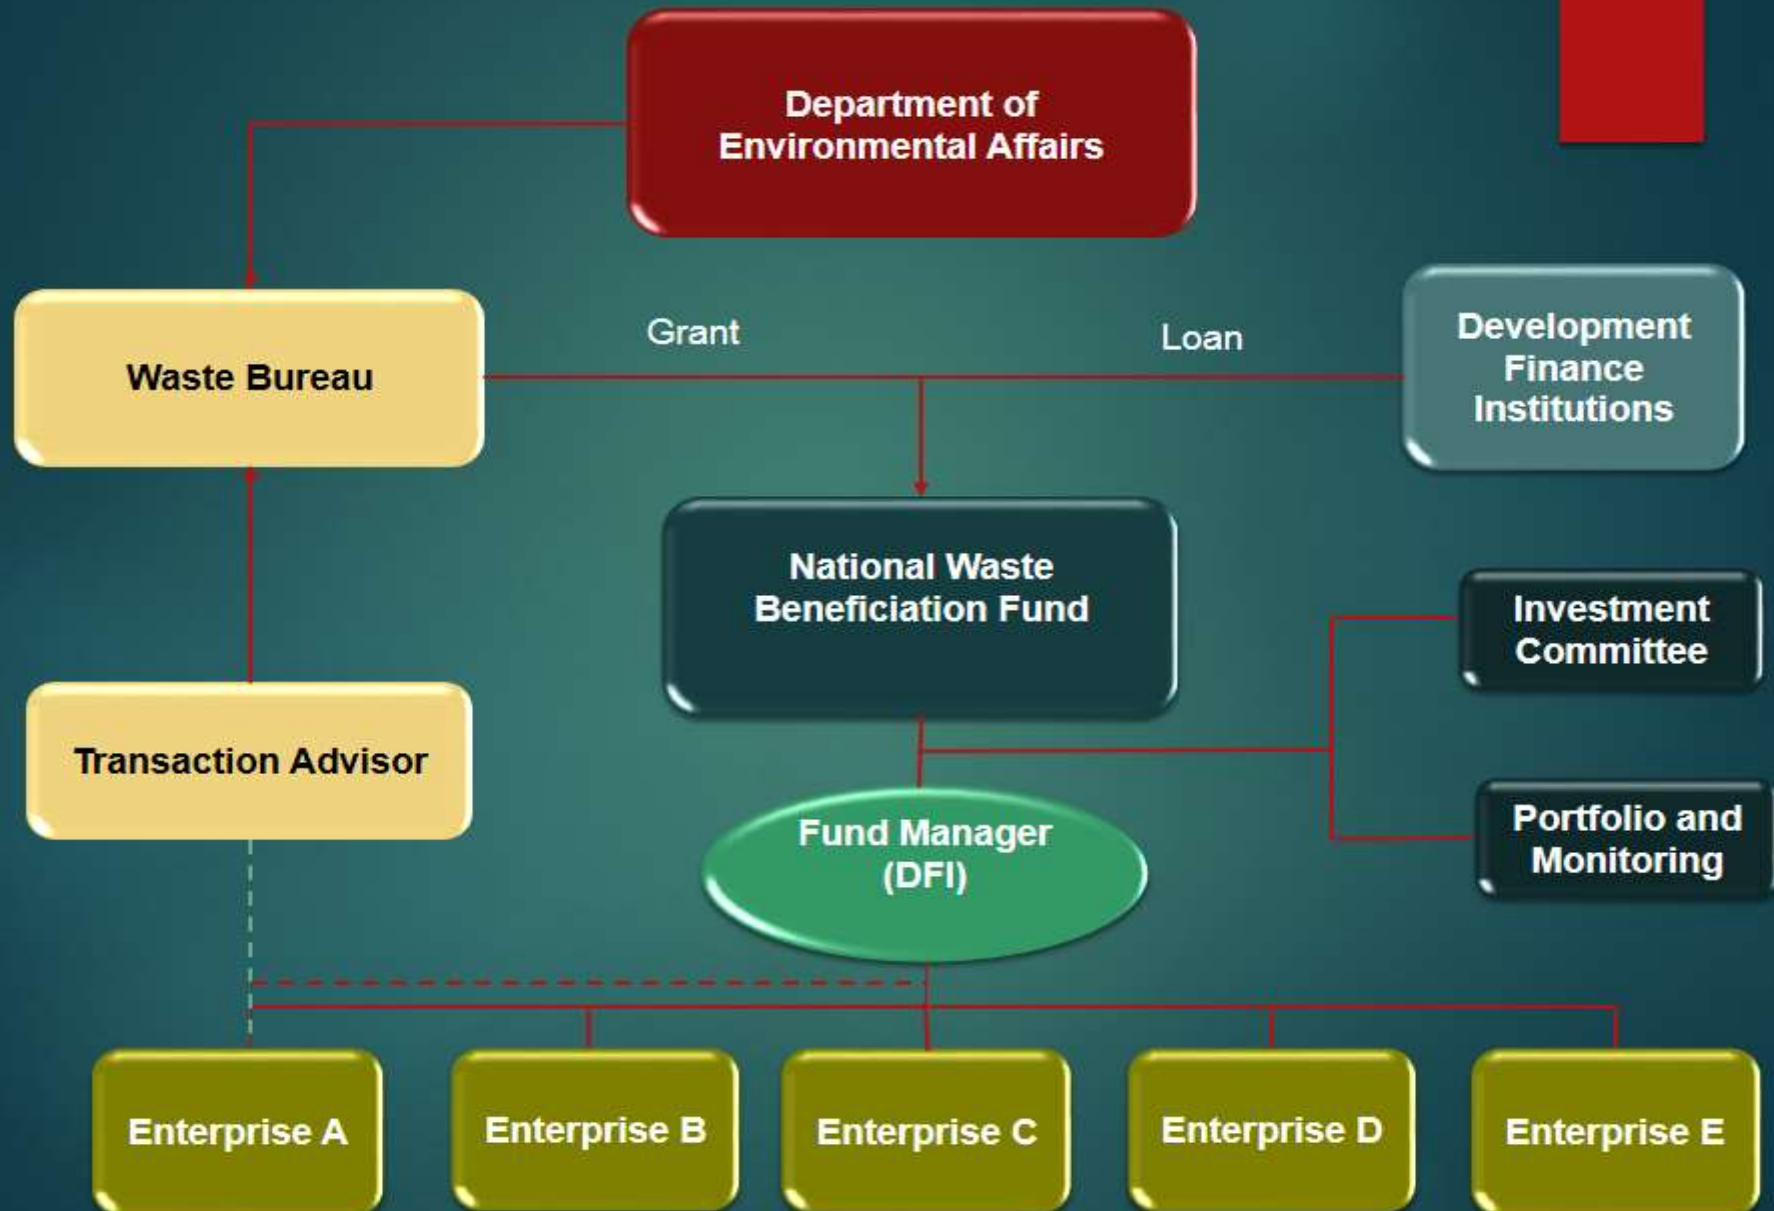 Department of
Environmental Affairs
Waste Bureau
Grant
Loan
Development
Finance
Institutions
National Waste
Beneficiation Fund
Investment
Committee
Transaction Advisor
Portfolio and
Monitoring
Fund Manager
(DFI)
Enterprise A
Enterprise B
Enterprise C
Enterprise D
Enterprise E